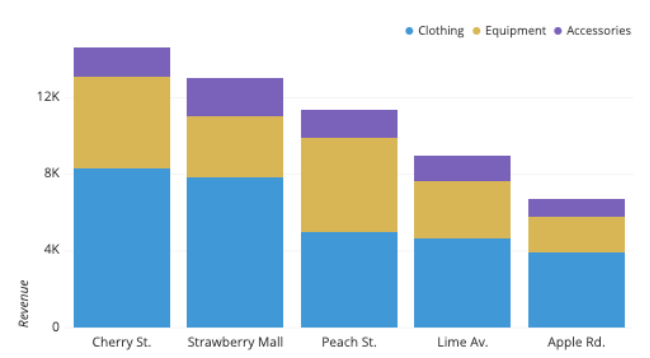 Clothing Equipment Accessories
12K
8K
4K
0
Revenue
Cherry St. Strawberry Mall Peach St. Lime Av. Apple Rd.